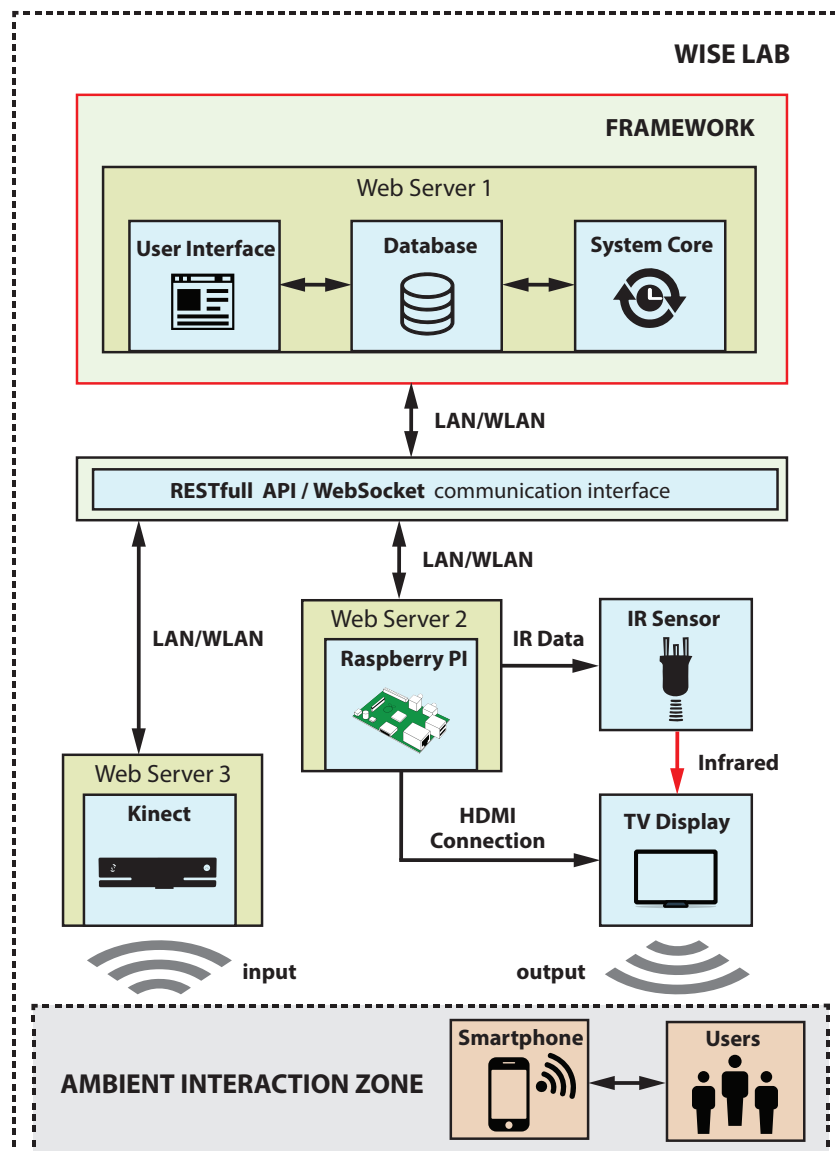 WISE LAB
FRAMEWORK
Web Server 1
User Interface
Database
System Core
LAN/WLAN
RESTfull API / WebSocket communication interface
LAN/WLAN
LAN/WLAN
Web Server 2
Raspberry PI
IR Data
IR Sensor
Infrared
Web Server 3
Kinect
HDMI
Connection
TV Display
input
output
AMBIENT INTERACTION ZONE
Smartphone
Users